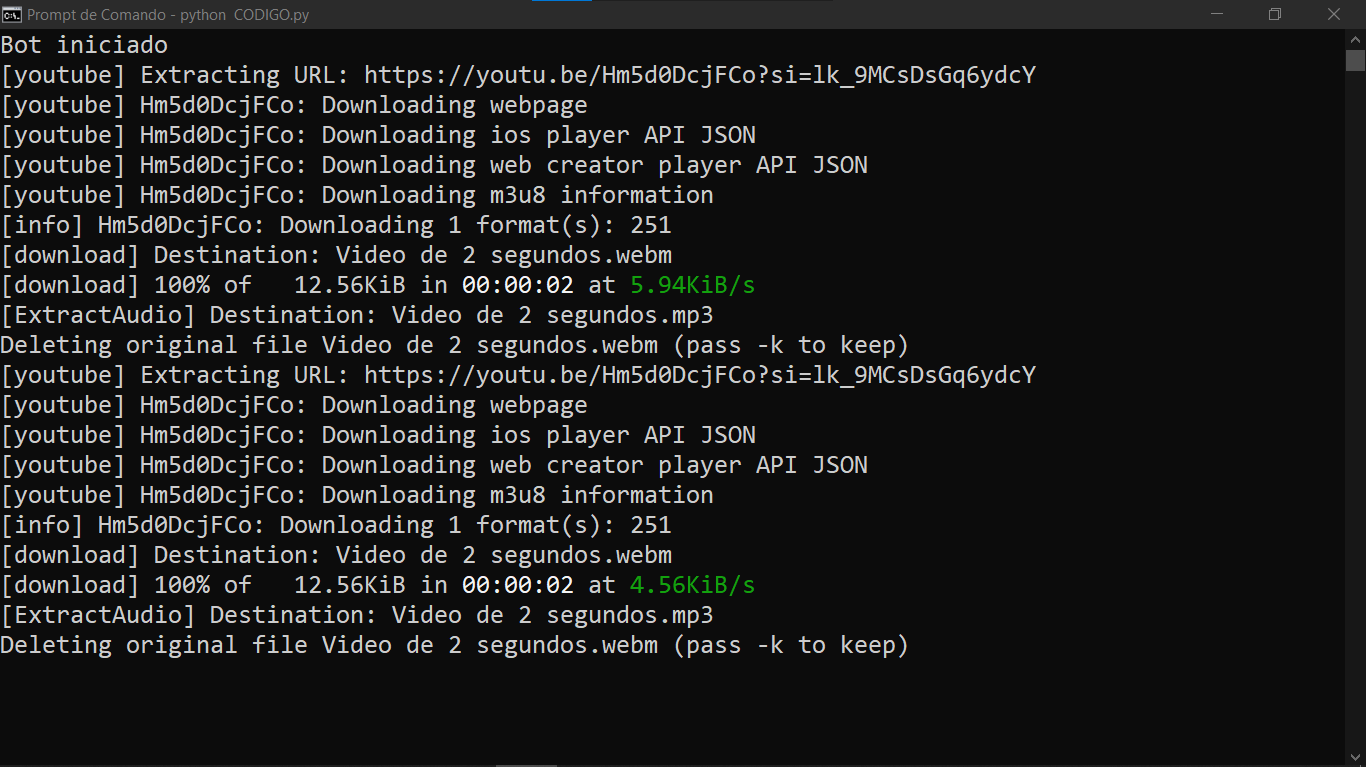 Prompt de Comando - python  CODIGO.py
Bot iniciado
[youtube] Extracting URL: https://youtu.be/Hm5d0DcjFCo?si=lk_9MCsDsGq6ydcY
[youtube] Hm5d0DcjFCo: Downloading webpage
[youtube] Hm5d0DcjFCo: Downloading ios player API JSON
[youtube] Hm5d0DcjFCo: Downloading web creator player API JSON
[youtube] Hm5d0DcjFCo: Downloading m3u8 information
[info] Hm5d0DcjFCo: Downloading 1 format(s): 251
[download] Destination: Video de 2 segundos.webm
[download] 100% of   12.56KiB in 00:00:02 at 5.94KiB/s
[ExtractAudio] Destination: Video de 2 segundos.mp3
Deleting original file Video de 2 segundos.webm (pass -k to keep)
[youtube] Extracting URL: https://youtu.be/Hm5d0DcjFCo?si=lk_9MCsDsGq6ydcY
[youtube] Hm5d0DcjFCo: Downloading webpage
[youtube] Hm5d0DcjFCo: Downloading ios player API JSON
[youtube] Hm5d0DcjFCo: Downloading web creator player API JSON
[youtube] Hm5d0DcjFCo: Downloading m3u8 information
[info] Hm5d0DcjFCo: Downloading 1 format(s): 251
[download] Destination: Video de 2 segundos.webm
[download] 100% of   12.56KiB in 00:00:02 at 4.56KiB/s
[ExtractAudio] Destination: Video de 2 segundos.mp3
Deleting original file Video de 2 segundos.webm (pass -k to keep)